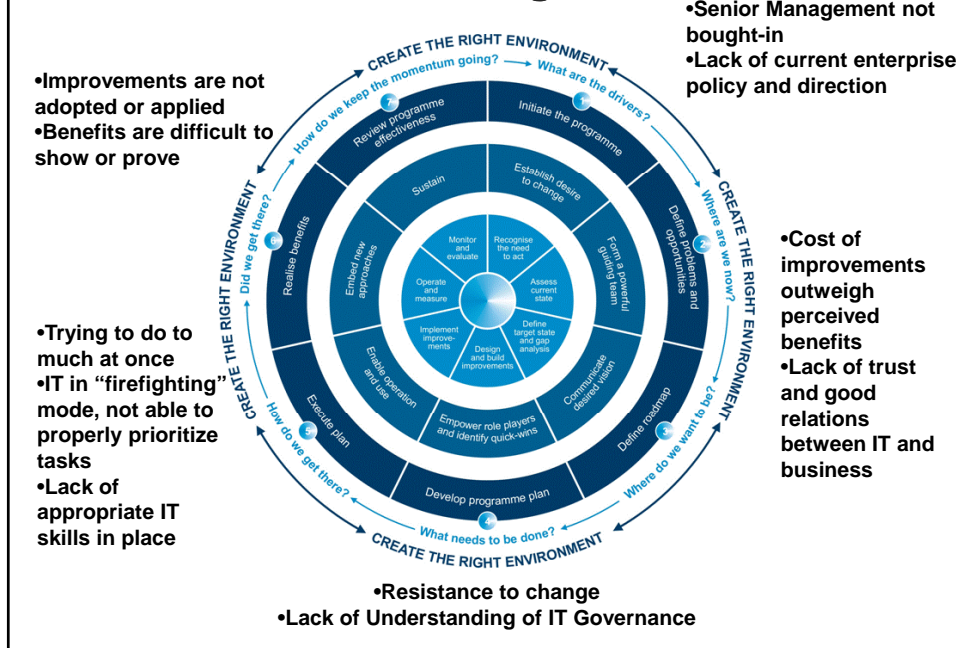 •Senior Management not
bought-in
•Lack of current enterprise
policy and direction
•Improvements are not
adopted or applied
•Benefits are difficult to
show or prove
•Cost of
improvements
outweigh
perceived
benefits
•Lack of trust
and good
relations
between IT and
business
•Trying to do to
much at once
•IT in “firefighting”
mode, not able to
properly prioritize
tasks
•Lack of
appropriate IT
skills in place
•Resistance to change
•Lack of Understanding of IT Governance
CREATE THE RIGHT ENVIRONMENT
CREATE THE RIGHT ENVIRONMENT
CREATE THE RIGHT ENVIRONMENT
CREATE THE RIGHT ENVIRONMENT
What are the drivers?
Where are we now?
Where do we want to be?
What needs to be done?
How do we get there?
Did we get there?
How do we keep the momentum going?
1
Initiate the programme
2
Define problems and
opportunities
3
Define roadmap
4
Develop programme plan
5
Execute plan
6
Realise benefits
7
Review programme
effectiveness
Establish desire
to change
Form a powerful
guiding team
Communicate
desired vision
Empower role players
and identify quick-wins
Enable operation
and use
Embed new
approaches
Sustain
Recognise
the need
to act
Assess
current
state
Define
target state
and gap
analysis
Design
and build
improvements
Implement
improve-
ments
Operate
and
measure
Monitor
and
evaluate